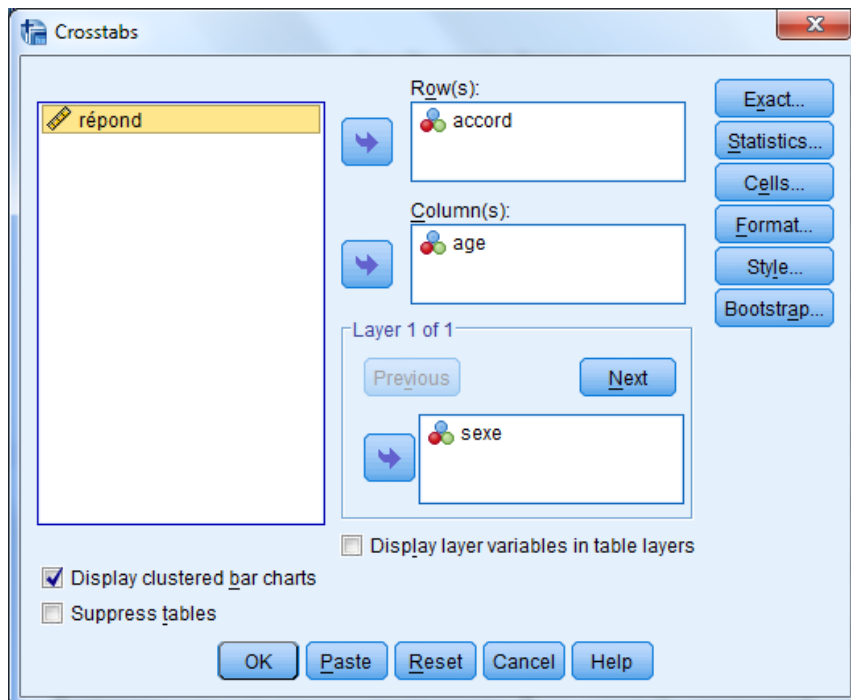 Crosstabs
répond
Row(s):
accord
Column(s):
age
Layer 1 of 1
Previous
Next
sexe
Display layer variables in table layers
Exact...
Statistics...
Cells...
Format...
Style...
Bootstrap...
Display clustered bar charts
Suppress tables
OK Paste Reset Cancel Help